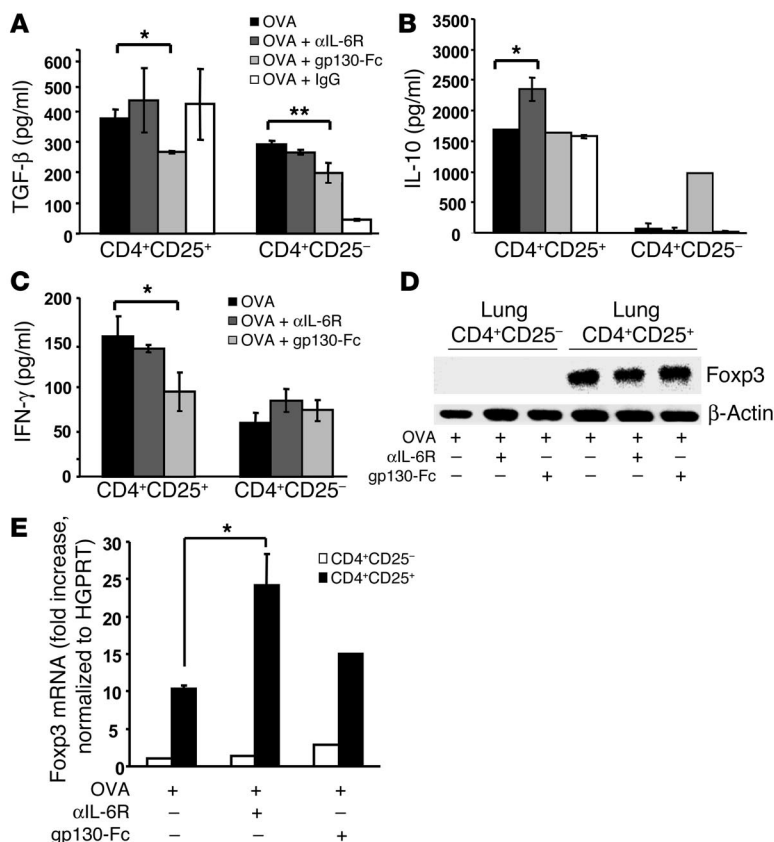 A
*
**
OVA
OVA + αIL-6R
OVA + gp130-Fc
OVA + IgG
TGF-β (pg/ml)
600
500
400
300
200
100
0
CD4⁺CD25⁺
CD4⁺CD25⁻
B
*
IL-10 (pg/ml)
3500
3000
2500
2000
1500
1000
500
0
CD4⁺CD25⁺
CD4⁺CD25⁻
C
*
OVA
OVA + αIL-6R
OVA + gp130-Fc
IFN-γ (pg/ml)
200
150
100
50
0
CD4⁺CD25⁺
CD4⁺CD25⁻
D
Lung
CD4⁺CD25⁻
Lung
CD4⁺CD25⁺
Foxp3
β-Actin
OVA + + + + + +
αIL-6R – + – – + –
gp130-Fc – – + – – +
E
*
CD4⁺CD25⁻
CD4⁺CD25⁺
Foxp3 mRNA (fold increase,
normalized to HGPRT)
30
25
20
15
10
5
0
OVA + + +
αIL-6R – + –
gp130-Fc – – +